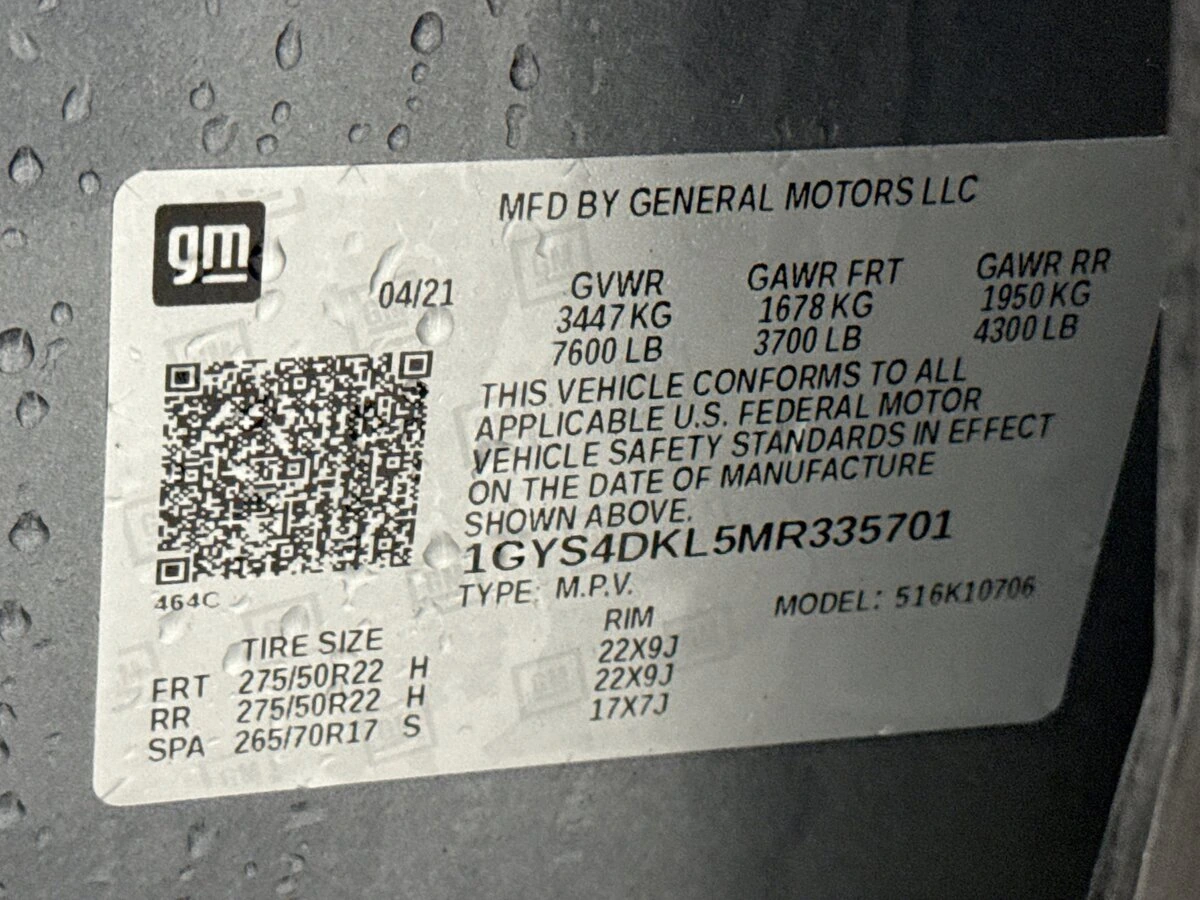 gm
MFD BY GENERAL MOTORS LLC
04/21
GVWR GAWR FRT GAWR RR
3447 KG 1678 KG 1950 KG
7600 LB 3700 LB 4300 LB
THIS VEHICLE CONFORMS TO ALL
APPLICABLE U.S. FEDERAL MOTOR
VEHICLE SAFETY STANDARDS IN EFFECT
ON THE DATE OF MANUFACTURE
SHOWN ABOVE.
1GYS4DKL5MR335701
TYPE: M.P.V. MODEL: 516K10706
464C
TIRE SIZE RIM
FRT 275/50R22 H 22X9J
RR 275/50R22 H 22X9J
SPA 265/70R17 S 17X7J